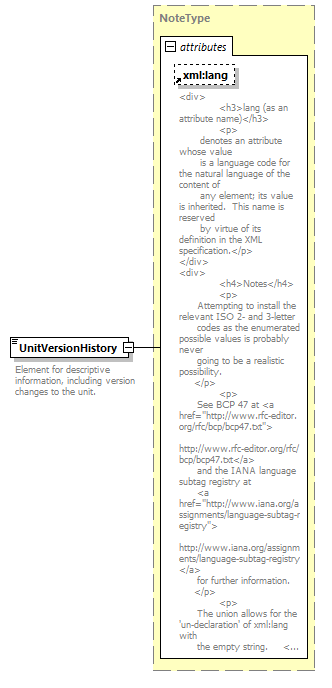 NoteType
attributes
xml:lang
<div>
<h3>lang (as an
attribute name)</h3>
<p>
denotes an attribute
whose value
is a language code for
the natural language of the
content of
any element; its value
is inherited.  This name is
reserved
by virtue of its
definition in the XML
specification.</p>
</div>
<div>
<h4>Notes</h4>
<p>
Attempting to install the
relevant ISO 2- and 3-letter
codes as the enumerated
possible values is probably
never
going to be a realistic
possibility.
</p>
<p>
See BCP 47 at <a
href="http://www.rfc-editor.
org/rfc/bcp/bcp47.txt">
http://www.rfc-editor.org/rfc/
bcp/bcp47.txt</a>
and the IANA language
subtag registry at
<a
href="http://www.iana.org/a
ssignments/language-subtag-r
egistry">
http://www.iana.org/assignm
ents/language-subtag-registry
</a>
for further information.
</p>
<p>
The union allows for the
'un-declaration' of xml:lang
with
the empty string.    <...
UnitVersionHistory
Element for descriptive
information, including version
changes to the unit.